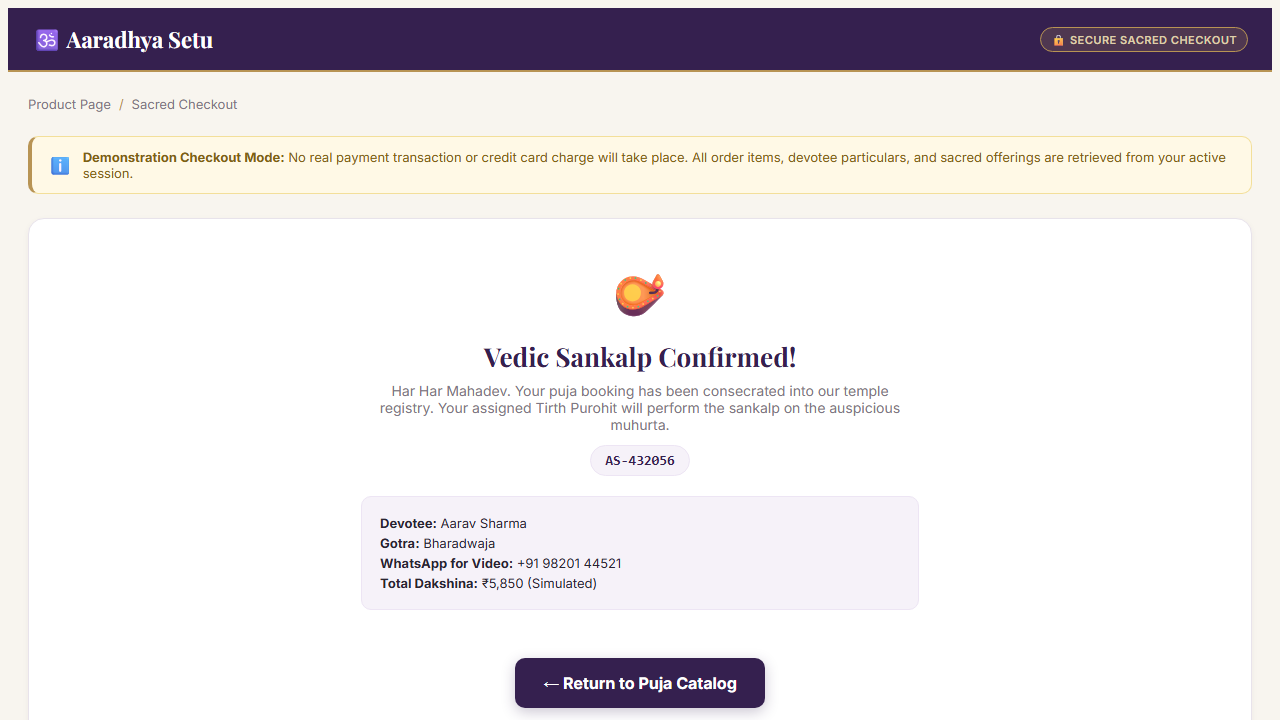 🕉️ Aaradhya Setu
🔒 SECURE SACRED CHECKOUT
Product Page / Sacred Checkout
ℹ️ Demonstration Checkout Mode: No real payment transaction or credit card charge will take place. All order items, devotee particulars, and sacred offerings are retrieved from your active
session.
Vedic Sankalp Confirmed!
Har Har Mahadev. Your puja booking has been consecrated into our temple
registry. Your assigned Tirth Purohit will perform the sankalp on the auspicious
muhurta.
AS-432056
Devotee: Aarav Sharma
Gotra: Bharadwaja
WhatsApp for Video: +91 98201 44521
Total Dakshina: ₹5,850 (Simulated)
← Return to Puja Catalog